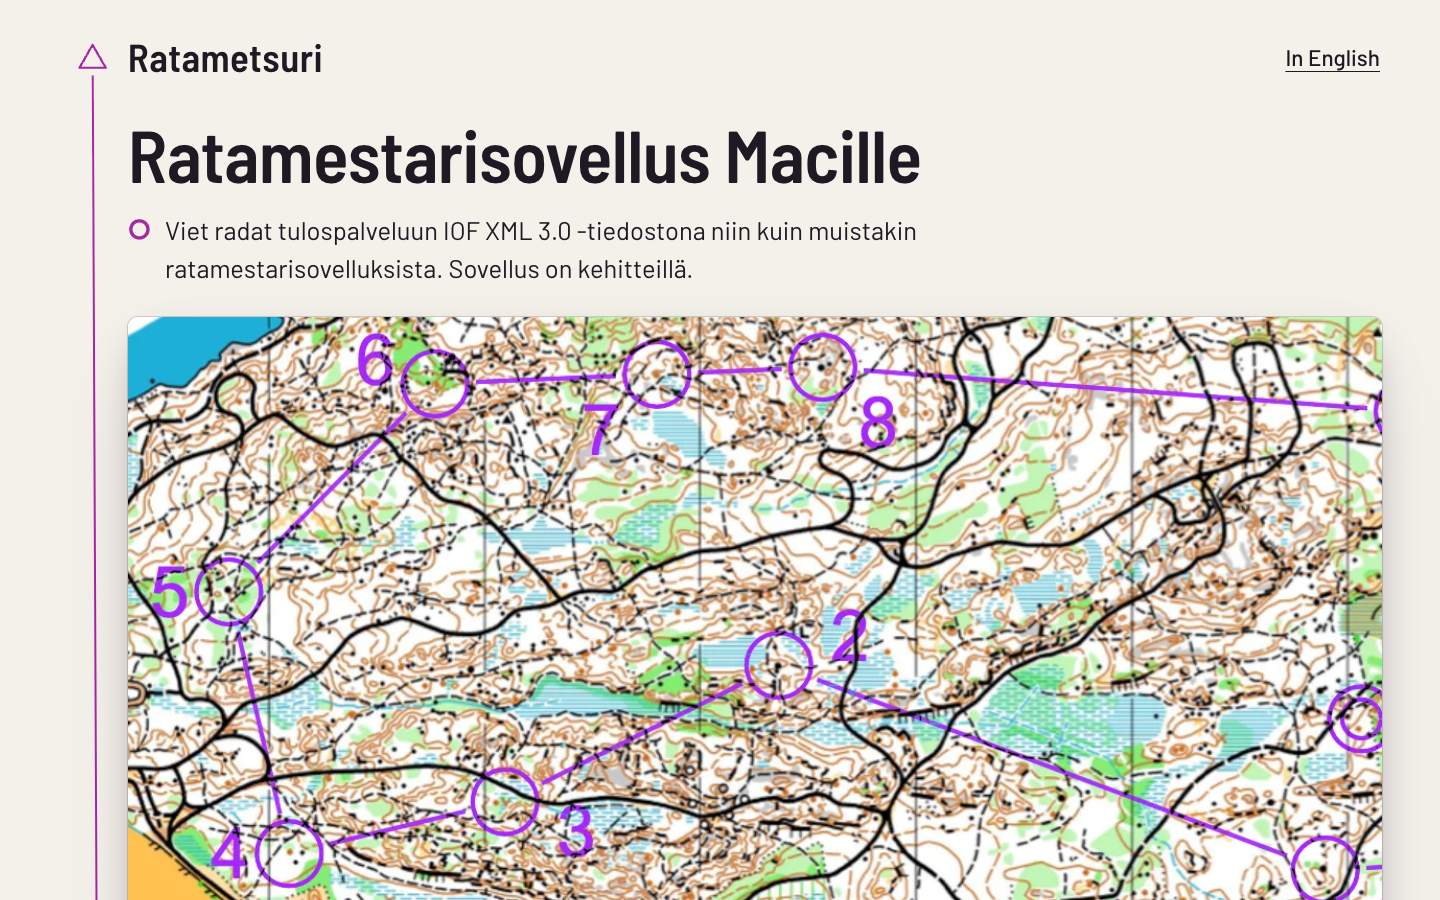 Ratametsuri
In English
Ratamestarisovellus Macille
Viet radat tulospalveluun IOF XML 3.0 -tiedostona niin kuin muistakin
ratamestarisovelluksista. Sovellus on kehitteillä.
6
7
8
5
2
3
4